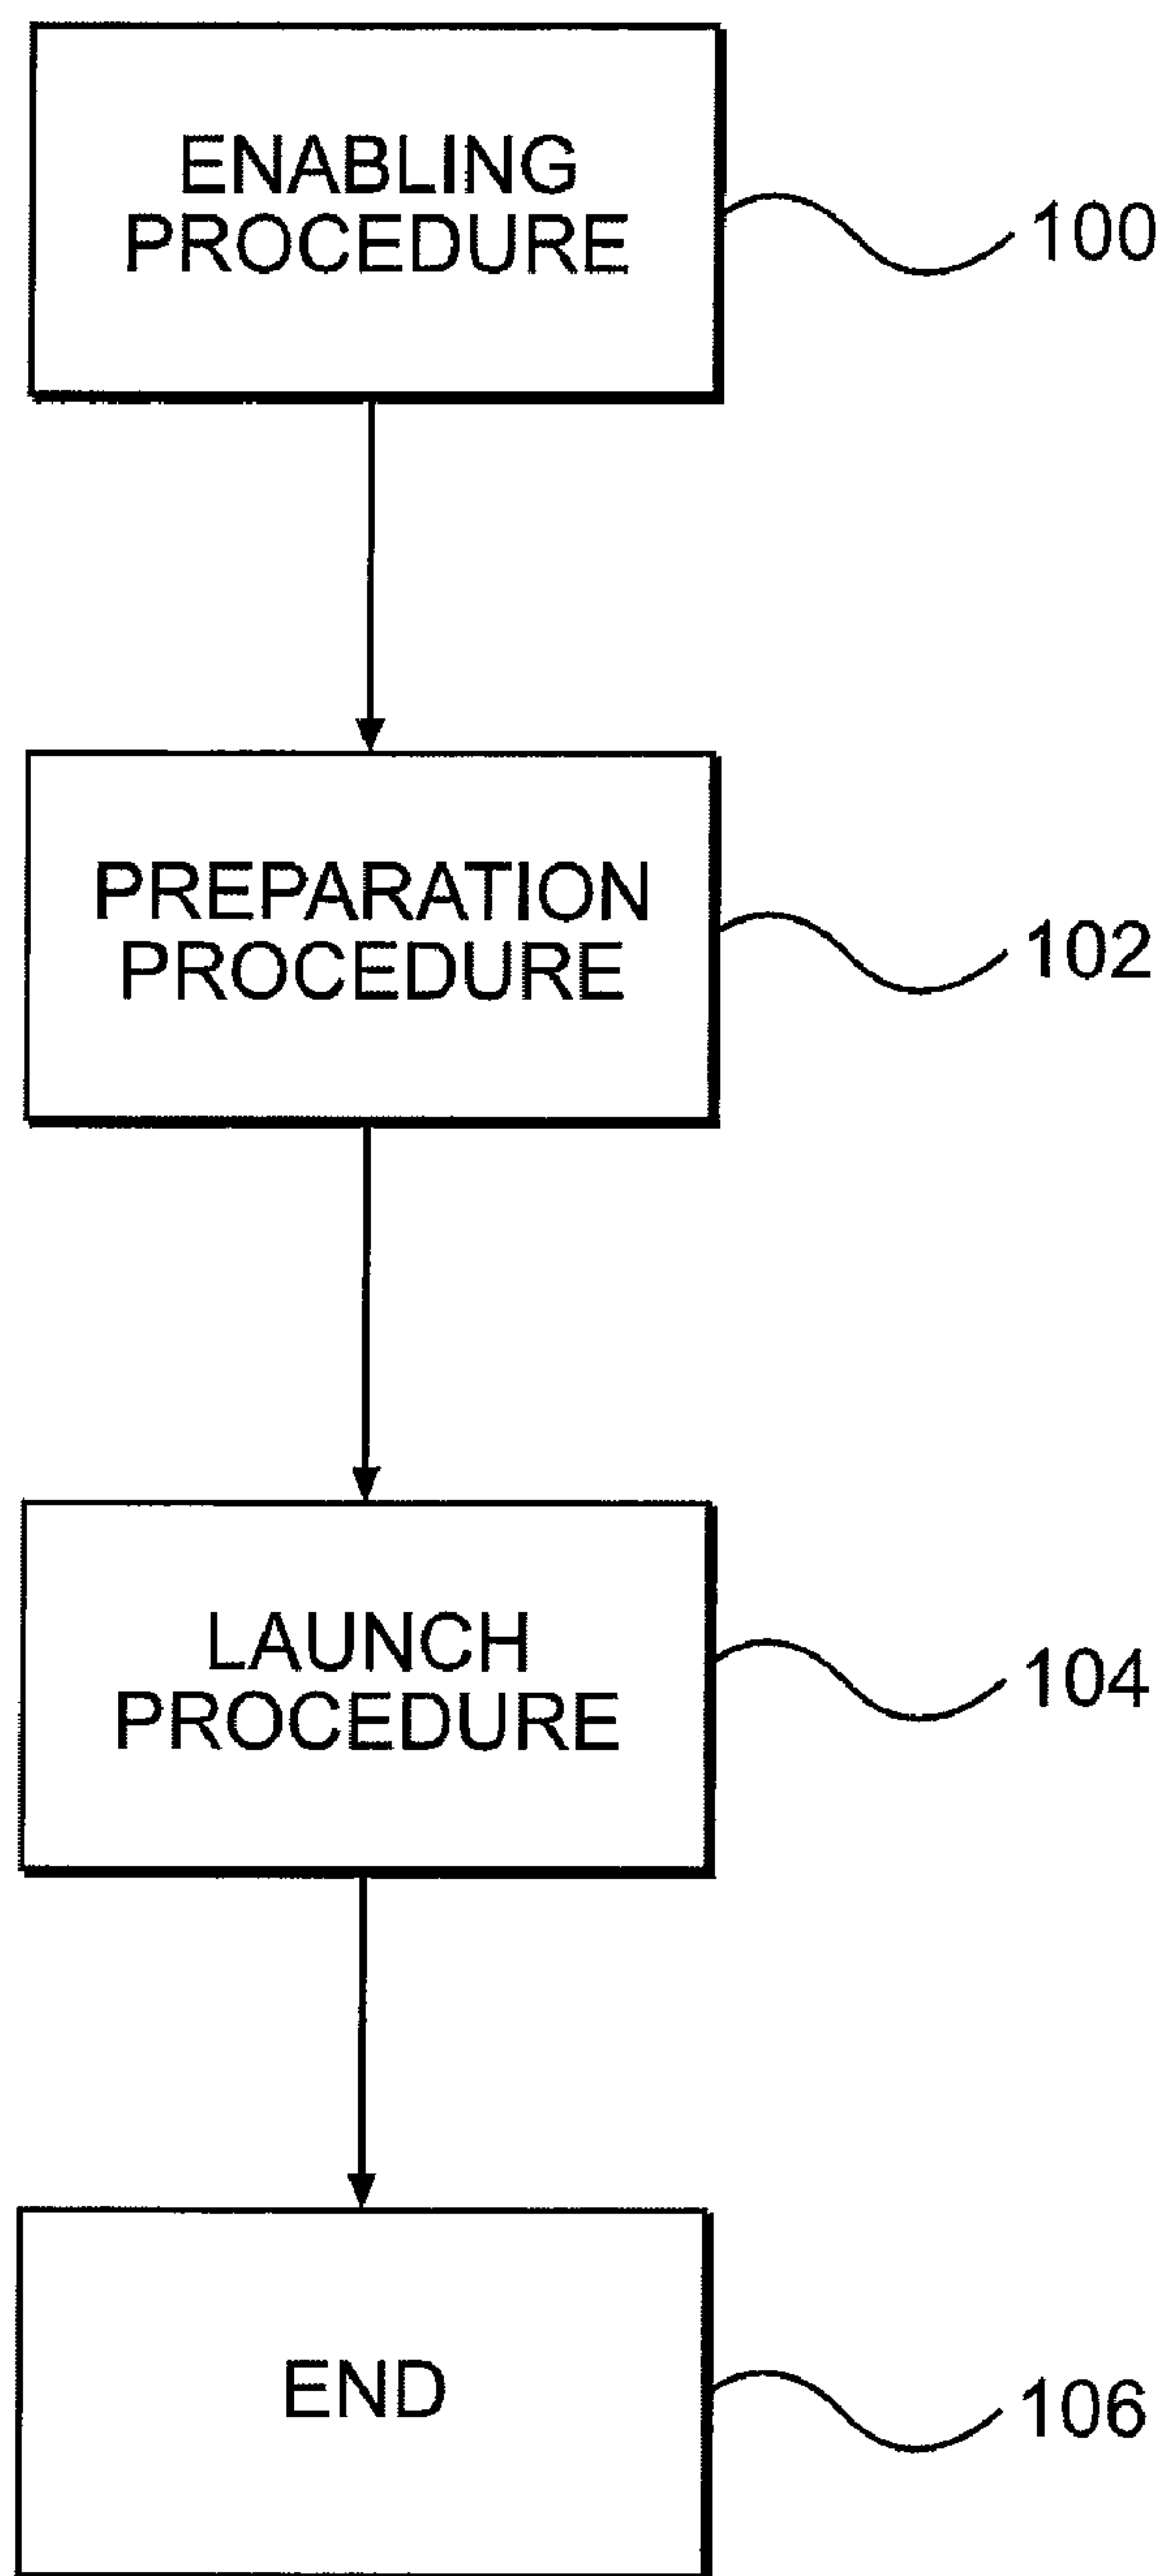 ENABLING
PROCEDURE
100
PREPARATION
PROCEDURE
102
LAUNCH
PROCEDURE
104
END
106